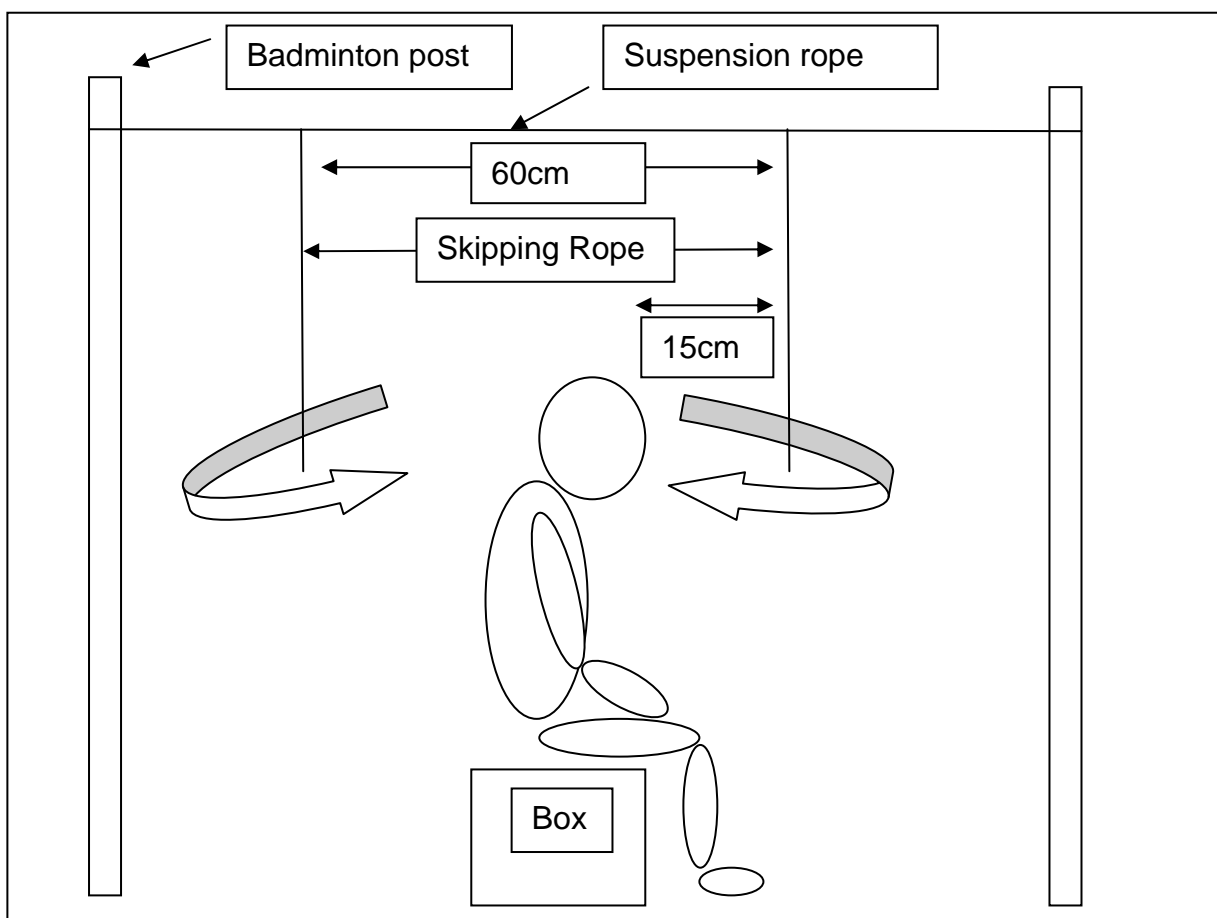 Badminton post
Suspension rope
60cm
Skipping Rope
15cm
Box